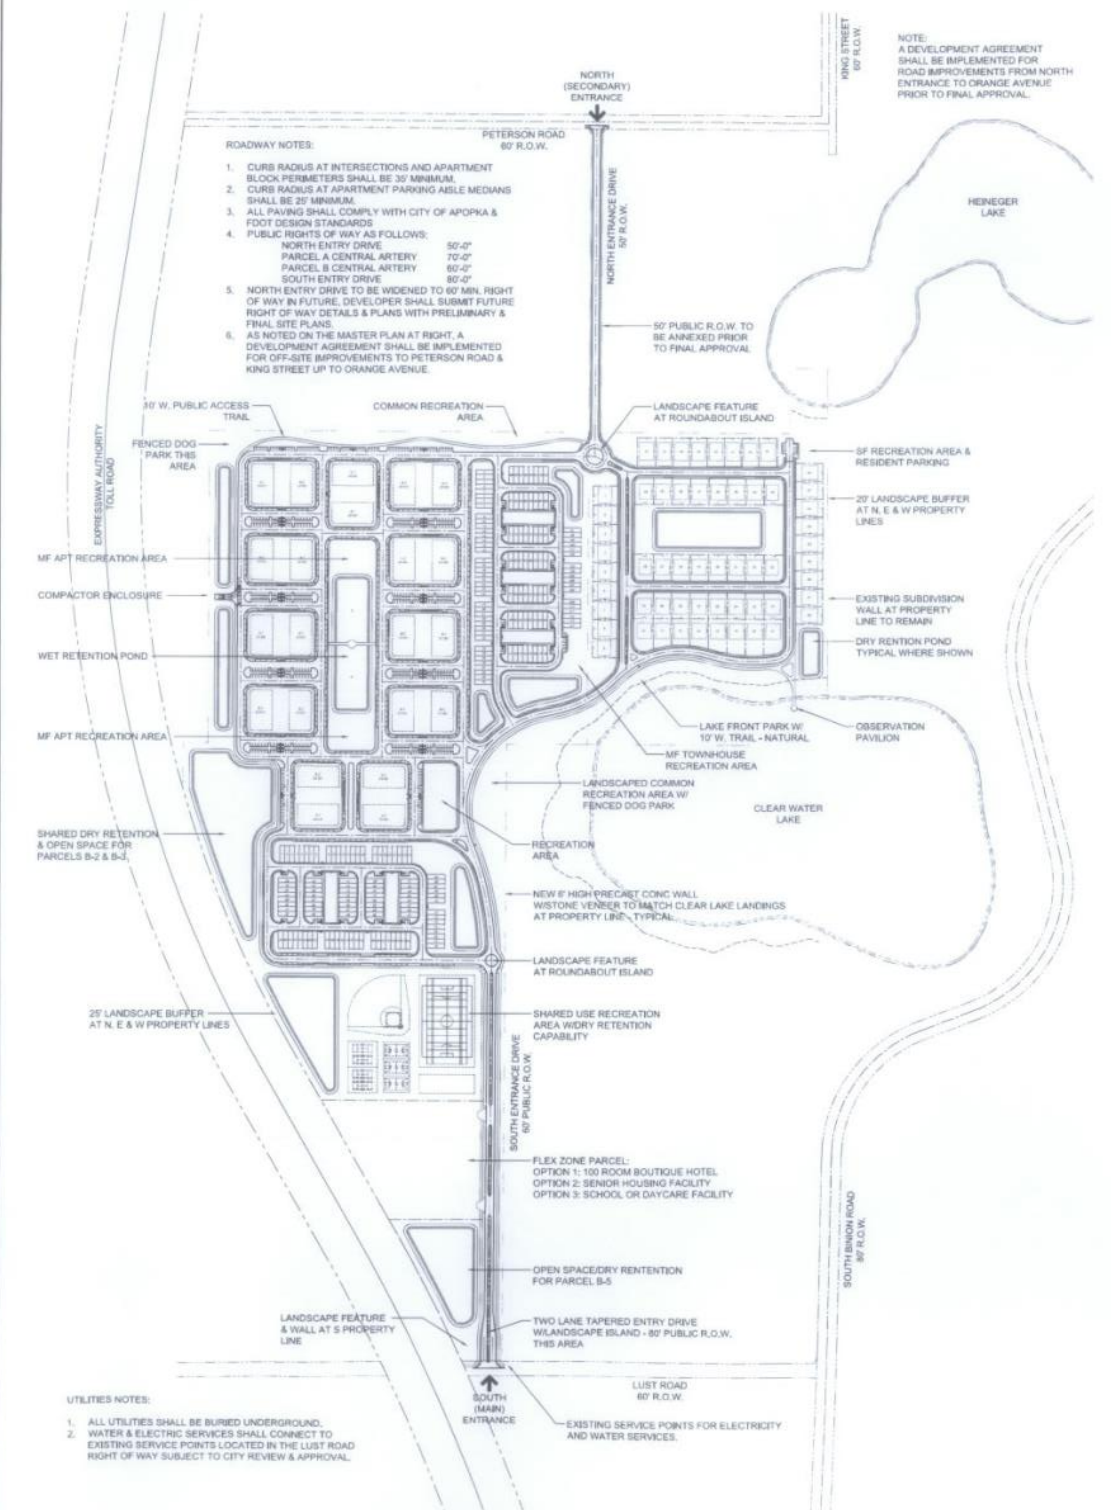 KING STREET
60' R.O.W.
NOTE:
A DEVELOPMENT AGREEMENT
SHALL BE IMPLEMENTED FOR
ROAD IMPROVEMENTS FROM NORTH
ENTRANCE TO ORANGE AVENUE
PRIOR TO FINAL APPROVAL.
NORTH
(SECONDARY)
ENTRANCE
PETERSON ROAD
60' R.O.W.
ROADWAY NOTES:
1. CURB RADIUS AT INTERSECTIONS AND APARTMENT
BLOCK PERIMETERS SHALL BE 35' MINIMUM.
2. CURB RADIUS AT APARTMENT PARKING AISLE MEDIANS
SHALL BE 25' MINIMUM.
3. ALL PAVING SHALL COMPLY WITH CITY OF APOPKA &
FDOT DESIGN STANDARDS
4. PUBLIC RIGHTS OF WAY AS FOLLOWS:
NORTH ENTRY DRIVE 50'-0"
PARCEL A CENTRAL ARTERY 70'-0"
PARCEL B CENTRAL ARTERY 60'-0"
SOUTH ENTRY DRIVE 80'-0"
5. NORTH ENTRY DRIVE TO BE WIDENED TO 60' MIN. RIGHT
OF WAY IN FUTURE, DEVELOPER SHALL SUBMIT FUTURE
RIGHT OF WAY DETAILS & PLANS WITH PRELIMINARY &
FINAL SITE PLANS.
6. AS NOTED ON THE MASTER PLAN AT RIGHT, A
DEVELOPMENT AGREEMENT SHALL BE IMPLEMENTED
FOR OFF-SITE IMPROVEMENTS TO PETERSON ROAD &
KING STREET UP TO ORANGE AVENUE.
NORTH ENTRANCE DRIVE
50' R.O.W.
HEINEGER
LAKE
50' PUBLIC R.O.W. TO
BE ANNEXED PRIOR
TO FINAL APPROVAL
10' W. PUBLIC ACCESS
TRAIL
COMMON RECREATION
AREA
LANDSCAPE FEATURE
AT ROUNDABOUT ISLAND
EXPRESSWAY AUTHORITY
TOLL ROAD
FENCED DOG
PARK THIS
AREA
SF RECREATION AREA &
RESIDENT PARKING
20' LANDSCAPE BUFFER
AT N, E & W PROPERTY
LINES
MF APT RECREATION AREA
COMPACTOR ENCLOSURE
EXISTING SUBDIVISION
WALL AT PROPERTY
LINE TO REMAIN
WET RETENTION POND
DRY RENTION POND
TYPICAL WHERE SHOWN
MF APT RECREATION AREA
LAKE FRONT PARK W/
10' W. TRAIL - NATURAL
OBSERVATION
PAVILION
MF TOWNHOUSE
RECREATION AREA
LANDSCAPED COMMON
RECREATION AREA W/
FENCED DOG PARK
CLEAR WATER
LAKE
SHARED DRY RETENTION
& OPEN SPACE FOR
PARCELS B-2 & B-3.
RECREATION
AREA
NEW 6' HIGH PRECAST CONC WALL
W/STONE VENEER TO MATCH CLEAR LAKE LANDINGS
AT PROPERTY LINE - TYPICAL
LANDSCAPE FEATURE
AT ROUNDABOUT ISLAND
25' LANDSCAPE BUFFER
AT N, E & W PROPERTY LINES
SHARED USE RECREATION
AREA W/DRY RETENTION
CAPABILITY
SOUTH ENTRANCE DRIVE
60' PUBLIC R.O.W.
FLEX ZONE PARCEL:
OPTION 1: 100 ROOM BOUTIQUE HOTEL
OPTION 2: SENIOR HOUSING FACILITY
OPTION 3: SCHOOL OR DAYCARE FACILITY
SOUTH BINION ROAD
80' R.O.W.
OPEN SPACE/DRY RENTENTION
FOR PARCEL B-5
LANDSCAPE FEATURE
& WALL AT S PROPERTY
LINE
TWO LANE TAPERED ENTRY DRIVE
W/LANDSCAPE ISLAND - 80' PUBLIC R.O.W.
THIS AREA
LUST ROAD
60' R.O.W.
SOUTH
(MAIN)
ENTRANCE
EXISTING SERVICE POINTS FOR ELECTRICITY
AND WATER SERVICES.
UTILITIES NOTES:
1. ALL UTILITIES SHALL BE BURIED UNDERGROUND.
2. WATER & ELECTRIC SERVICES SHALL CONNECT TO
EXISTING SERVICE POINTS LOCATED IN THE LUST ROAD
RIGHT OF WAY SUBJECT TO CITY REVIEW & APPROVAL.